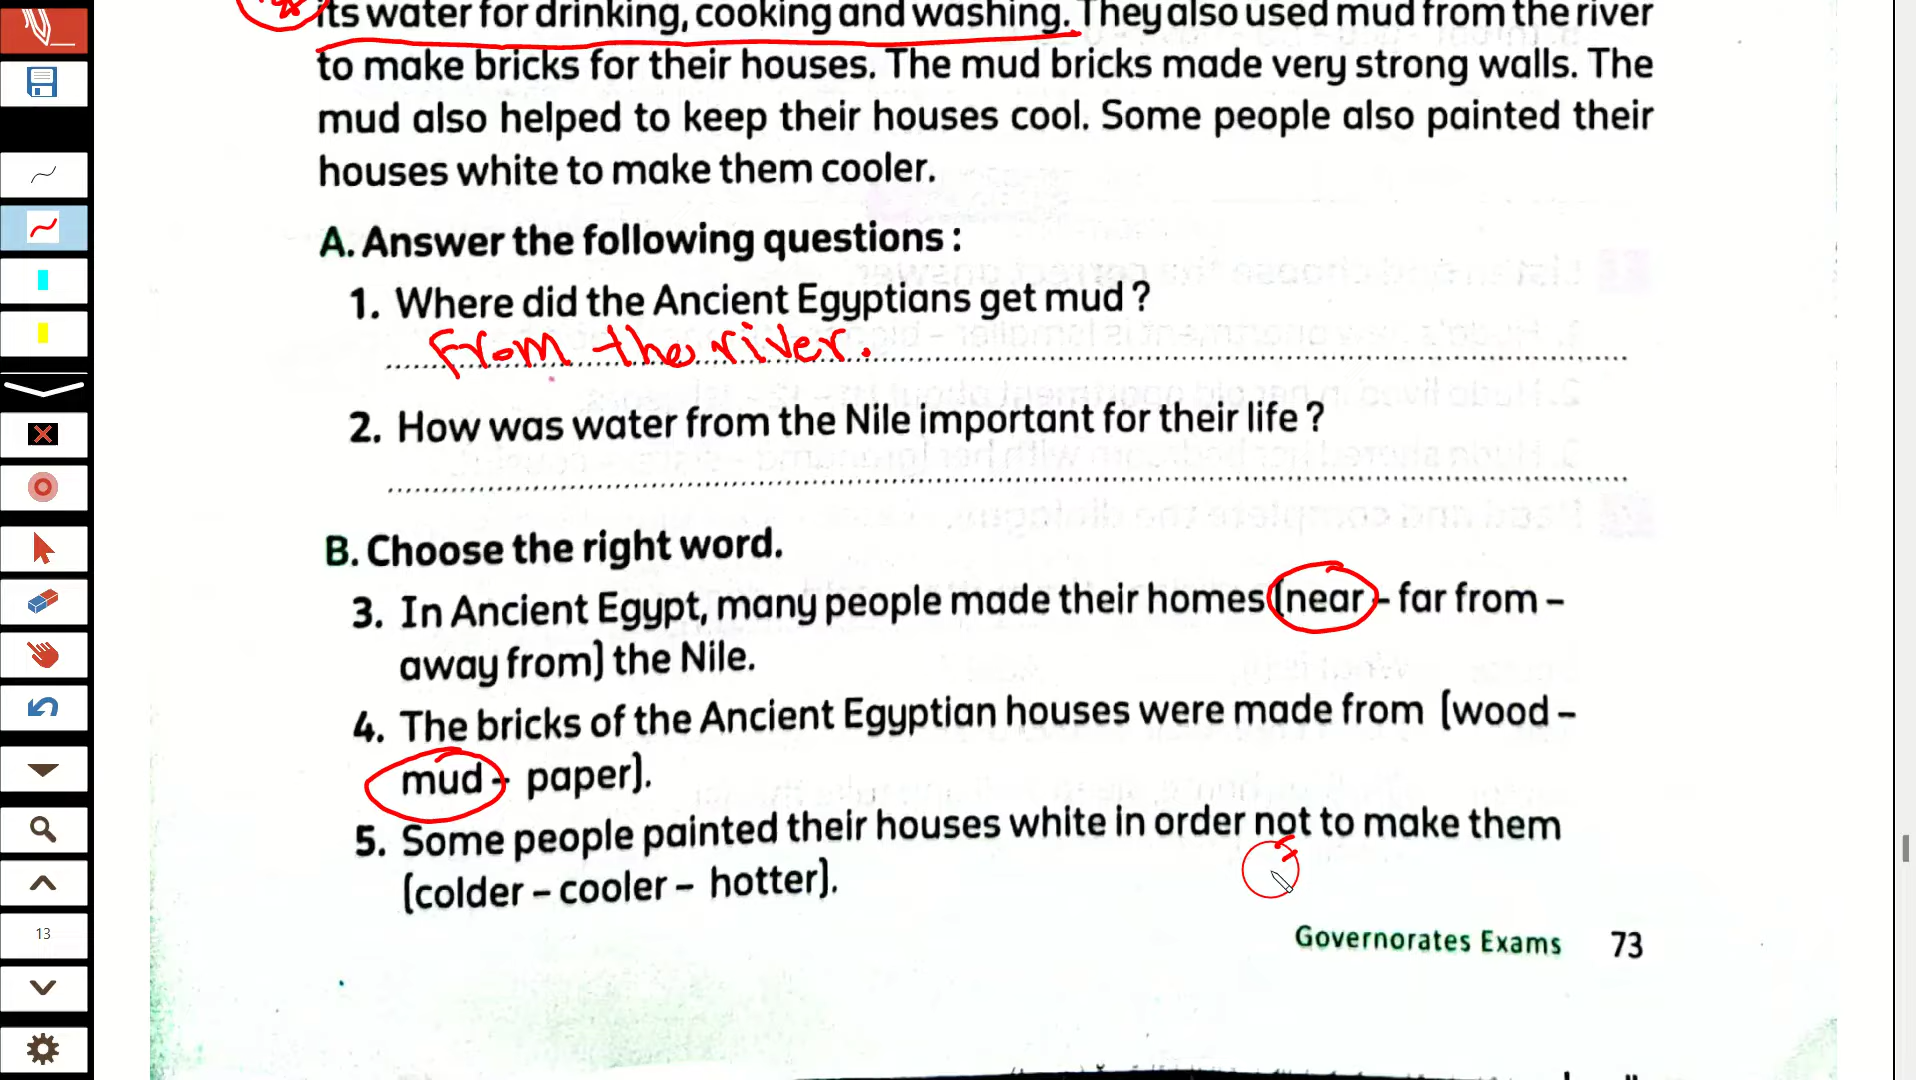 its water for drinking, cooking and washing. They also used mud from the river
to make bricks for their houses. The mud bricks made very strong walls. The
mud also helped to keep their houses cool. Some people also painted their
houses white to make them cooler.
A. Answer the following questions :
1. Where did the Ancient Egyptians get mud ?
From the river.
2. How was water from the Nile important for their life ?
B. Choose the right word.
3. In Ancient Egypt, many people made their homes (near – far from –
away from) the Nile.
4. The bricks of the Ancient Egyptian houses were made from (wood –
mud – paper).
5. Some people painted their houses white in order not to make them
(colder – cooler – hotter).
Governorates Exams 73
13